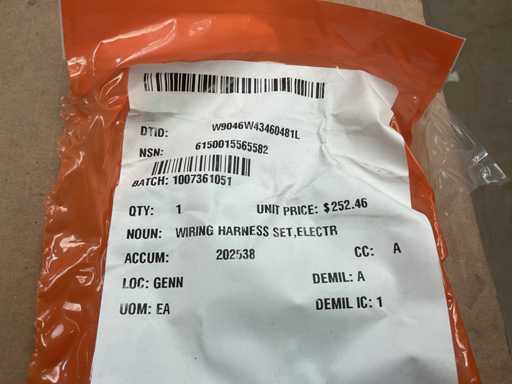 DTID: W9046W43460481L
NSN: 6150015565582
BATCH: 1007361051
QTY: 1 UNIT PRICE: $252.46
NOUN: WIRING HARNESS SET,ELECTR
ACCUM: 202538 CC: A
LOC: GENN DEMIL: A
UOM: EA DEMIL IC: 1